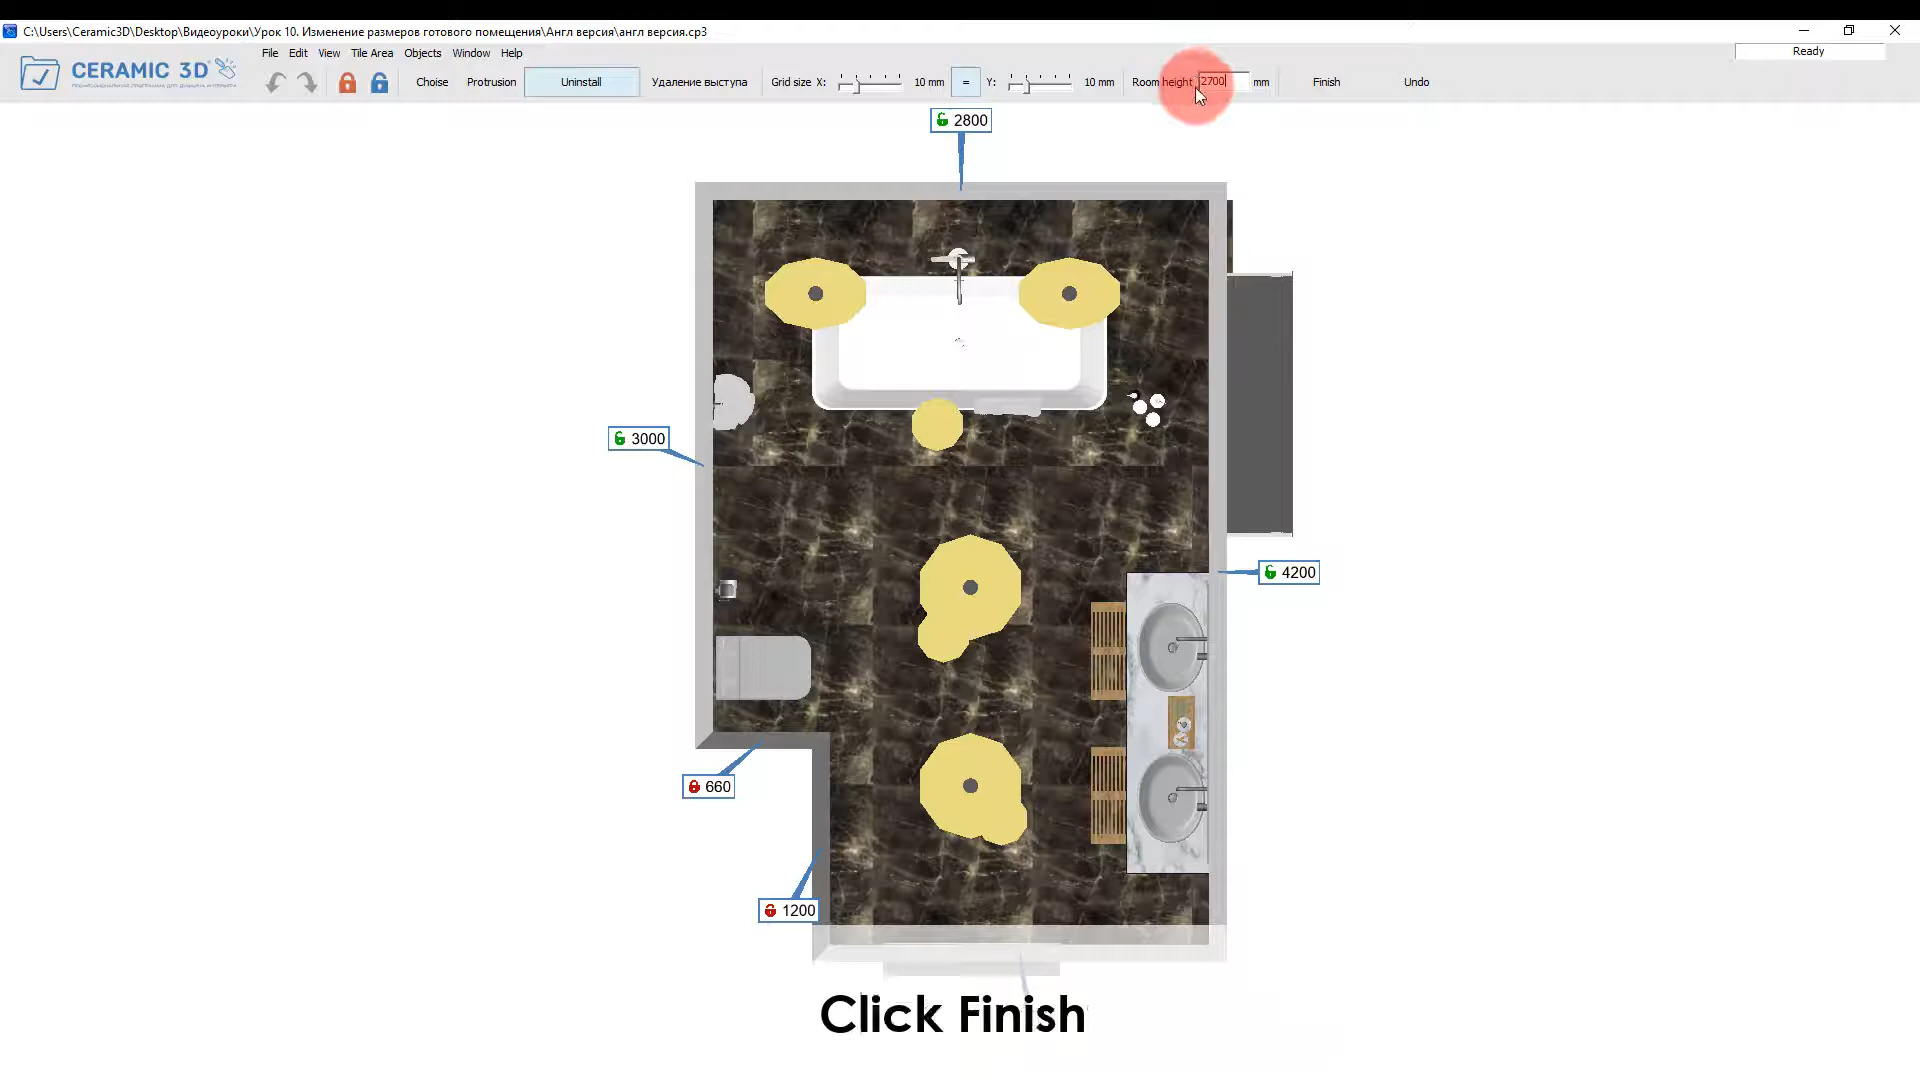 C:\Users\Ceramic3D\Desktop\Видеоуроки\Урок 10. Изменение размеров готового помещения\Англ версия\англ версия.cp3
File Edit View Tile Area Objects Window Help
Ready
CERAMIC 3D
Choise Protrusion Uninstall Удаление выступа Grid size X: 10 mm = Y: 10 mm Room height 2700 mm Finish Undo
2800
3000
4200
660
1200
Click Finish